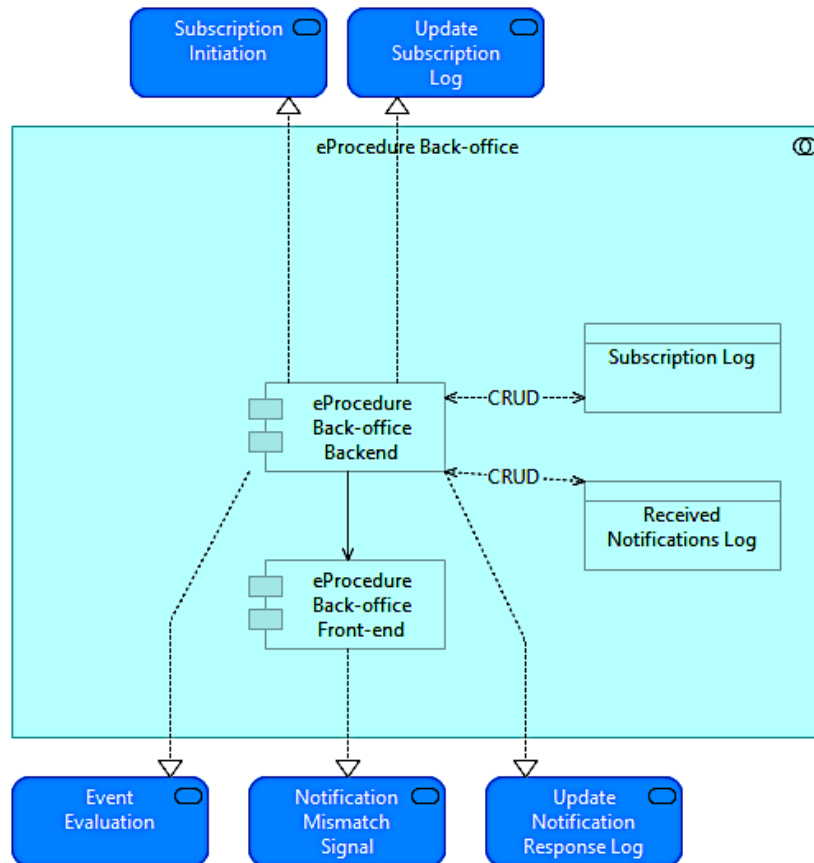 Subscription
Initiation
Update
Subscription
Log
eProcedure Back-office
Subscription Log
eProcedure
Back-office
Backend
CRUD
CRUD
Received
Notifications Log
eProcedure
Back-office
Front-end
Event
Evaluation
Notification
Mismatch
Signal
Update
Notification
Response Log